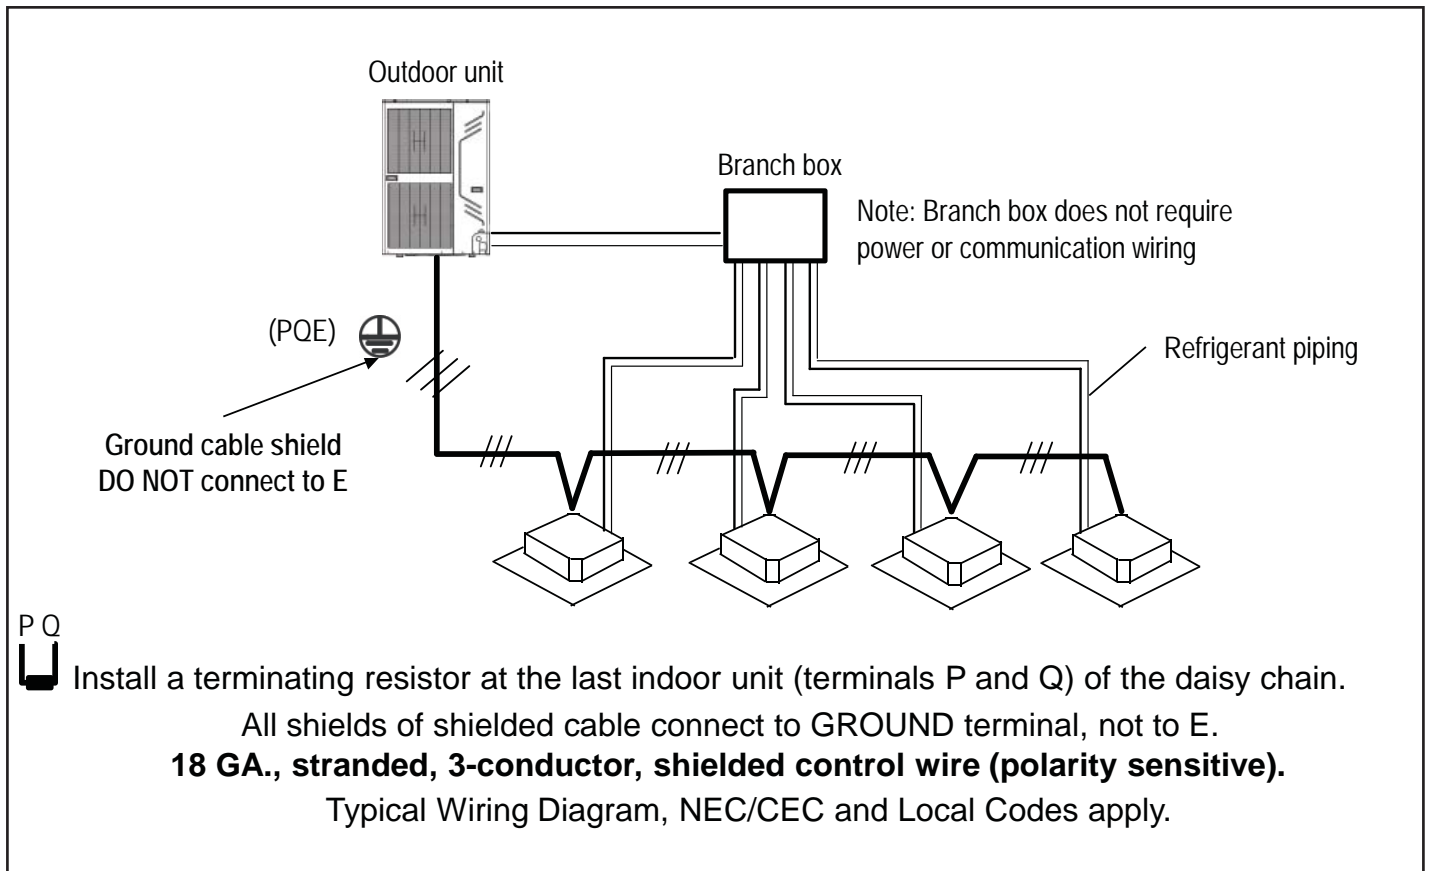 Outdoor unit
Branch box
Note: Branch box does not require
power or communication wiring
(PQE)
Refrigerant piping
Ground cable shield
DO NOT connect to E
P Q
Install a terminating resistor at the last indoor unit (terminals P and Q) of the daisy chain.
All shields of shielded cable connect to GROUND terminal, not to E.
18 GA., stranded, 3-conductor, shielded control wire (polarity sensitive).
Typical Wiring Diagram, NEC/CEC and Local Codes apply.